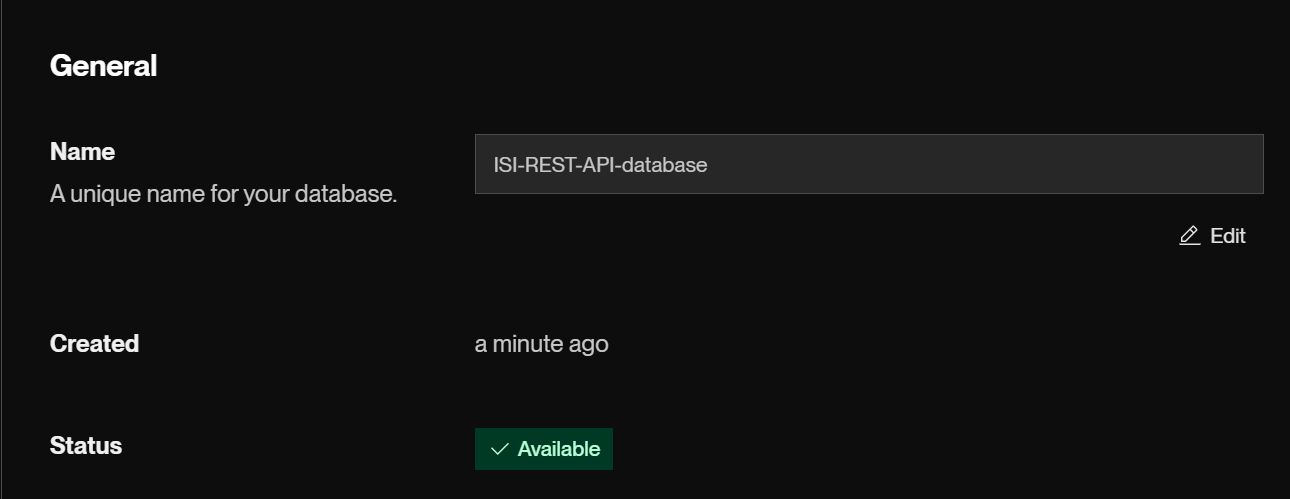 General
Name
A unique name for your database.
ISI-REST-API-database
Edit
Created
a minute ago
Status
Available